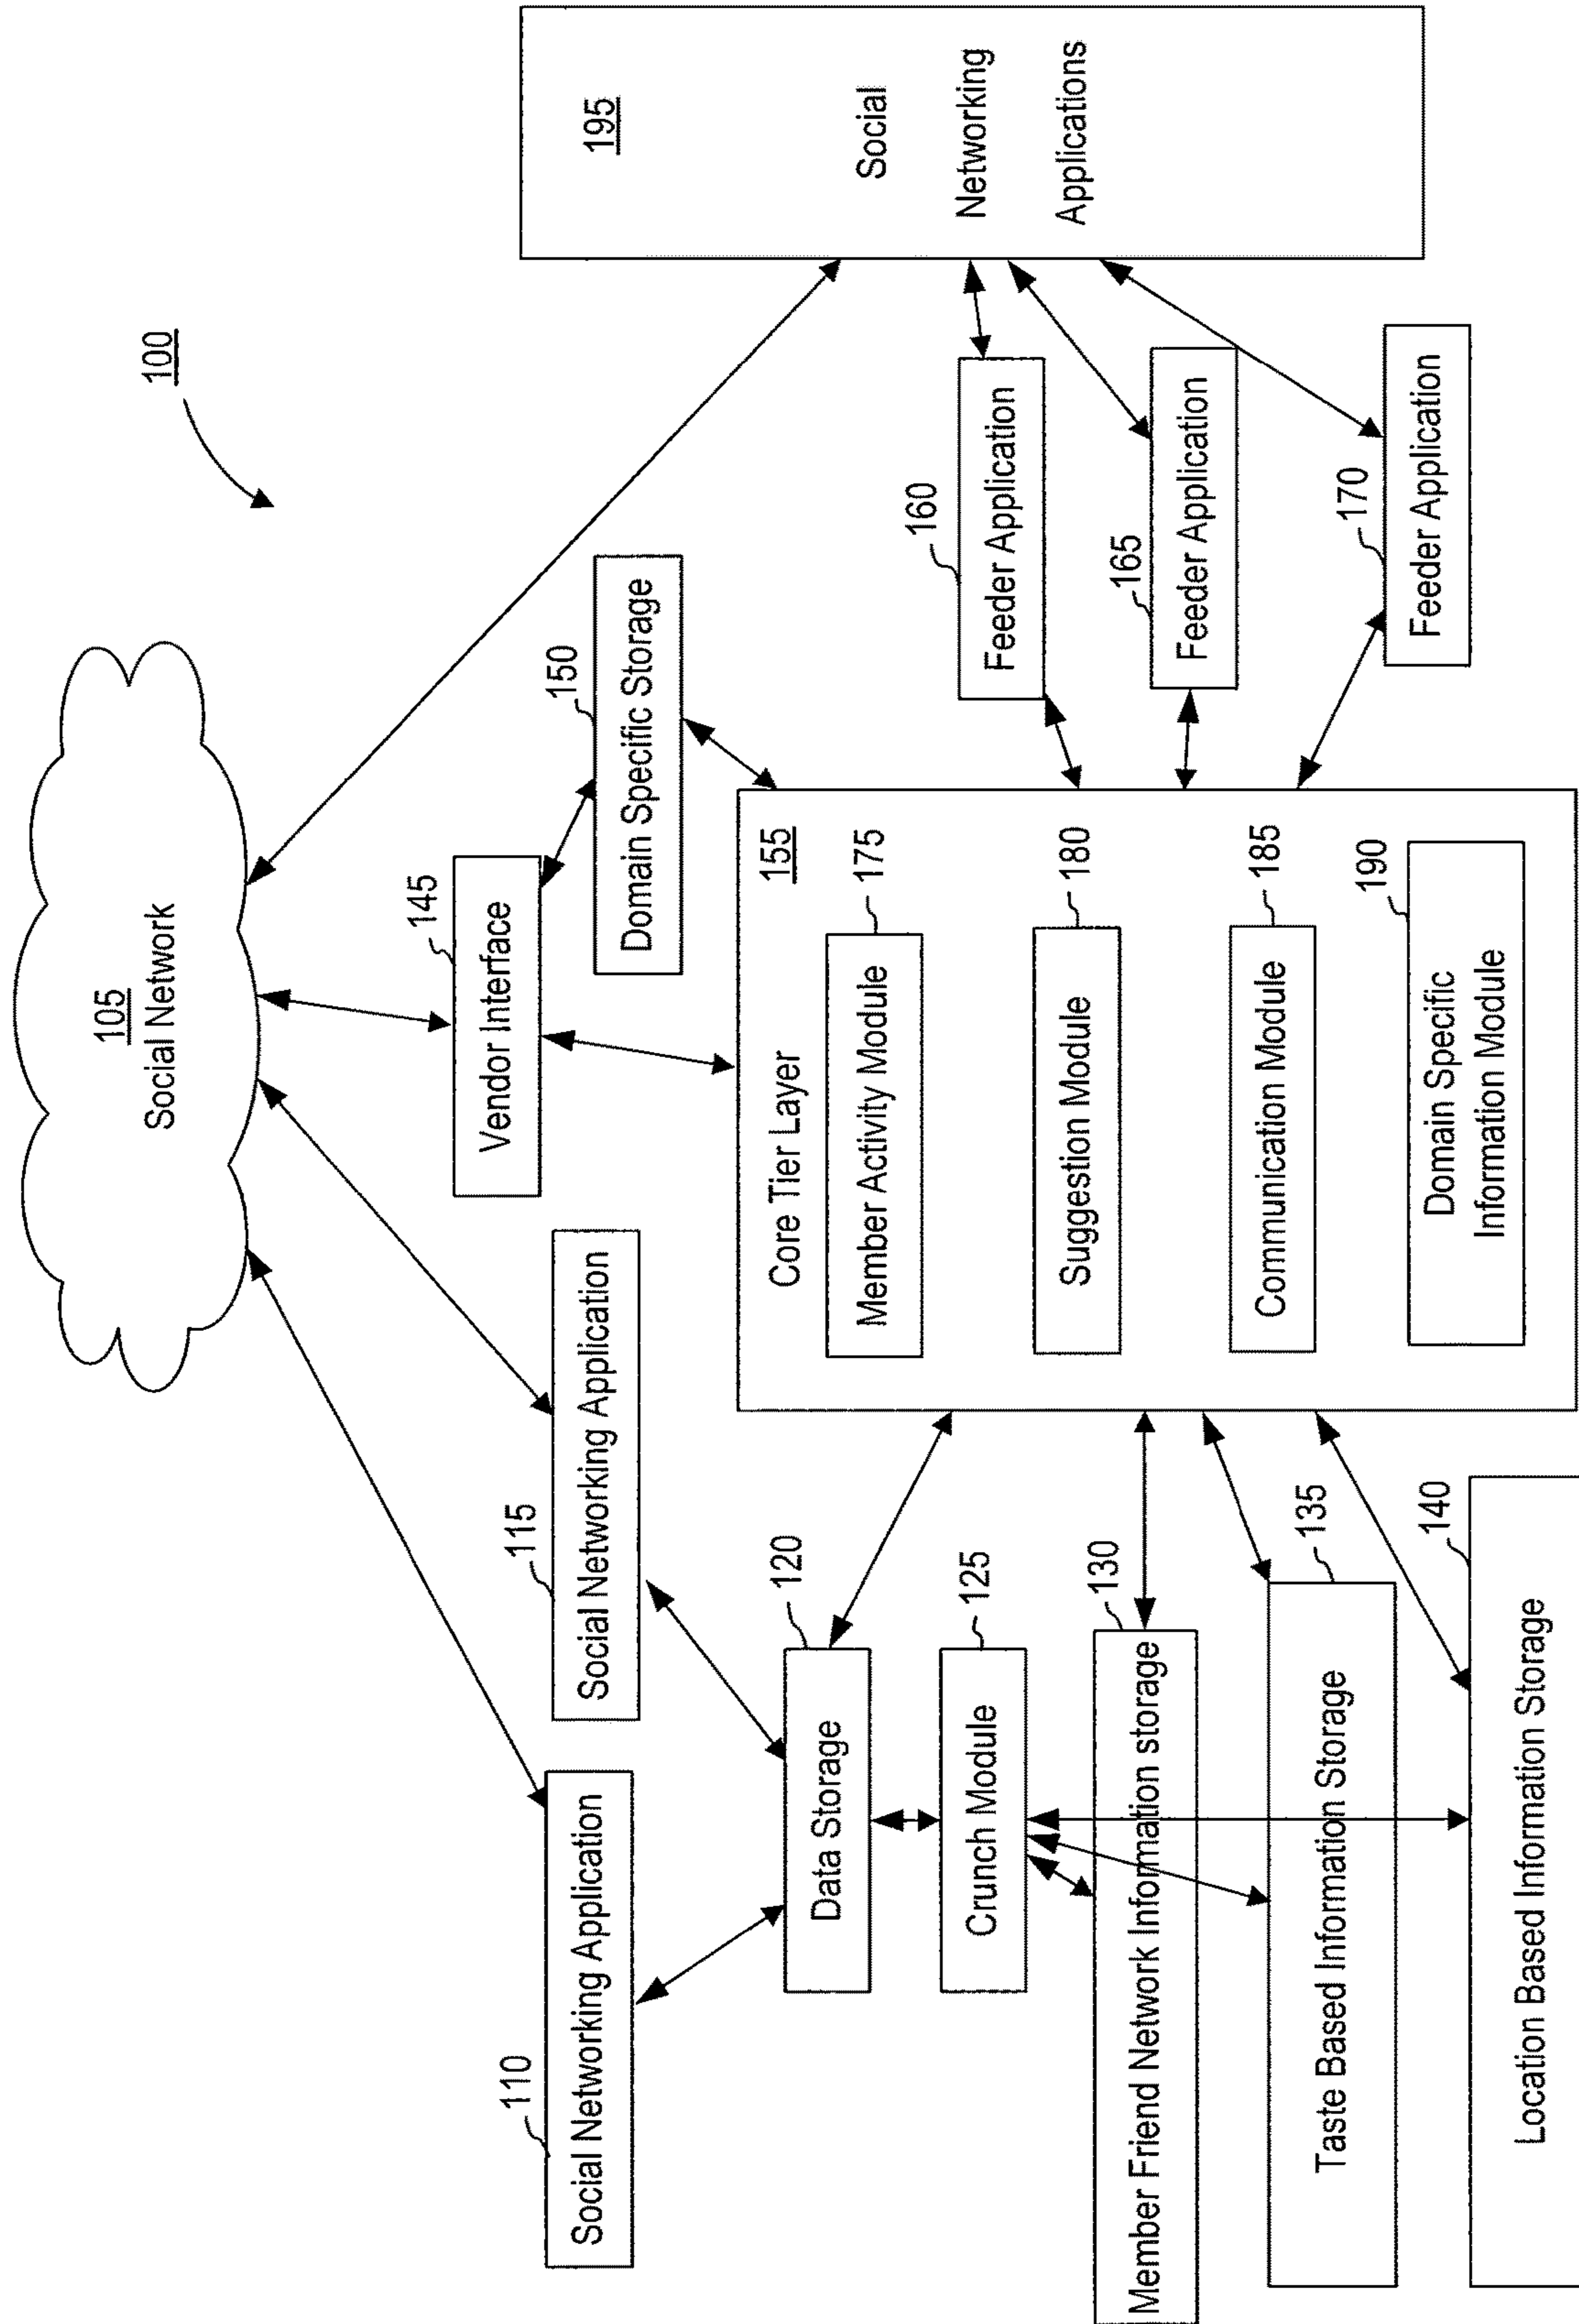 100
105
Social Network
110
Social Networking Application
115
Social Networking Application
145
Vendor Interface
150
Domain Specific Storage
195
Social
Networking
Applications
120
Data Storage
125
Crunch Module
130
Member Friend Network Information storage
135
Taste Based Information Storage
140
Location Based Information Storage
155
Core Tier Layer
Member Activity Module
175
Suggestion Module
180
Communication Module
185
190
Domain Specific
Information Module
160
Feeder Application
165
Feeder Application
170
Feeder Application